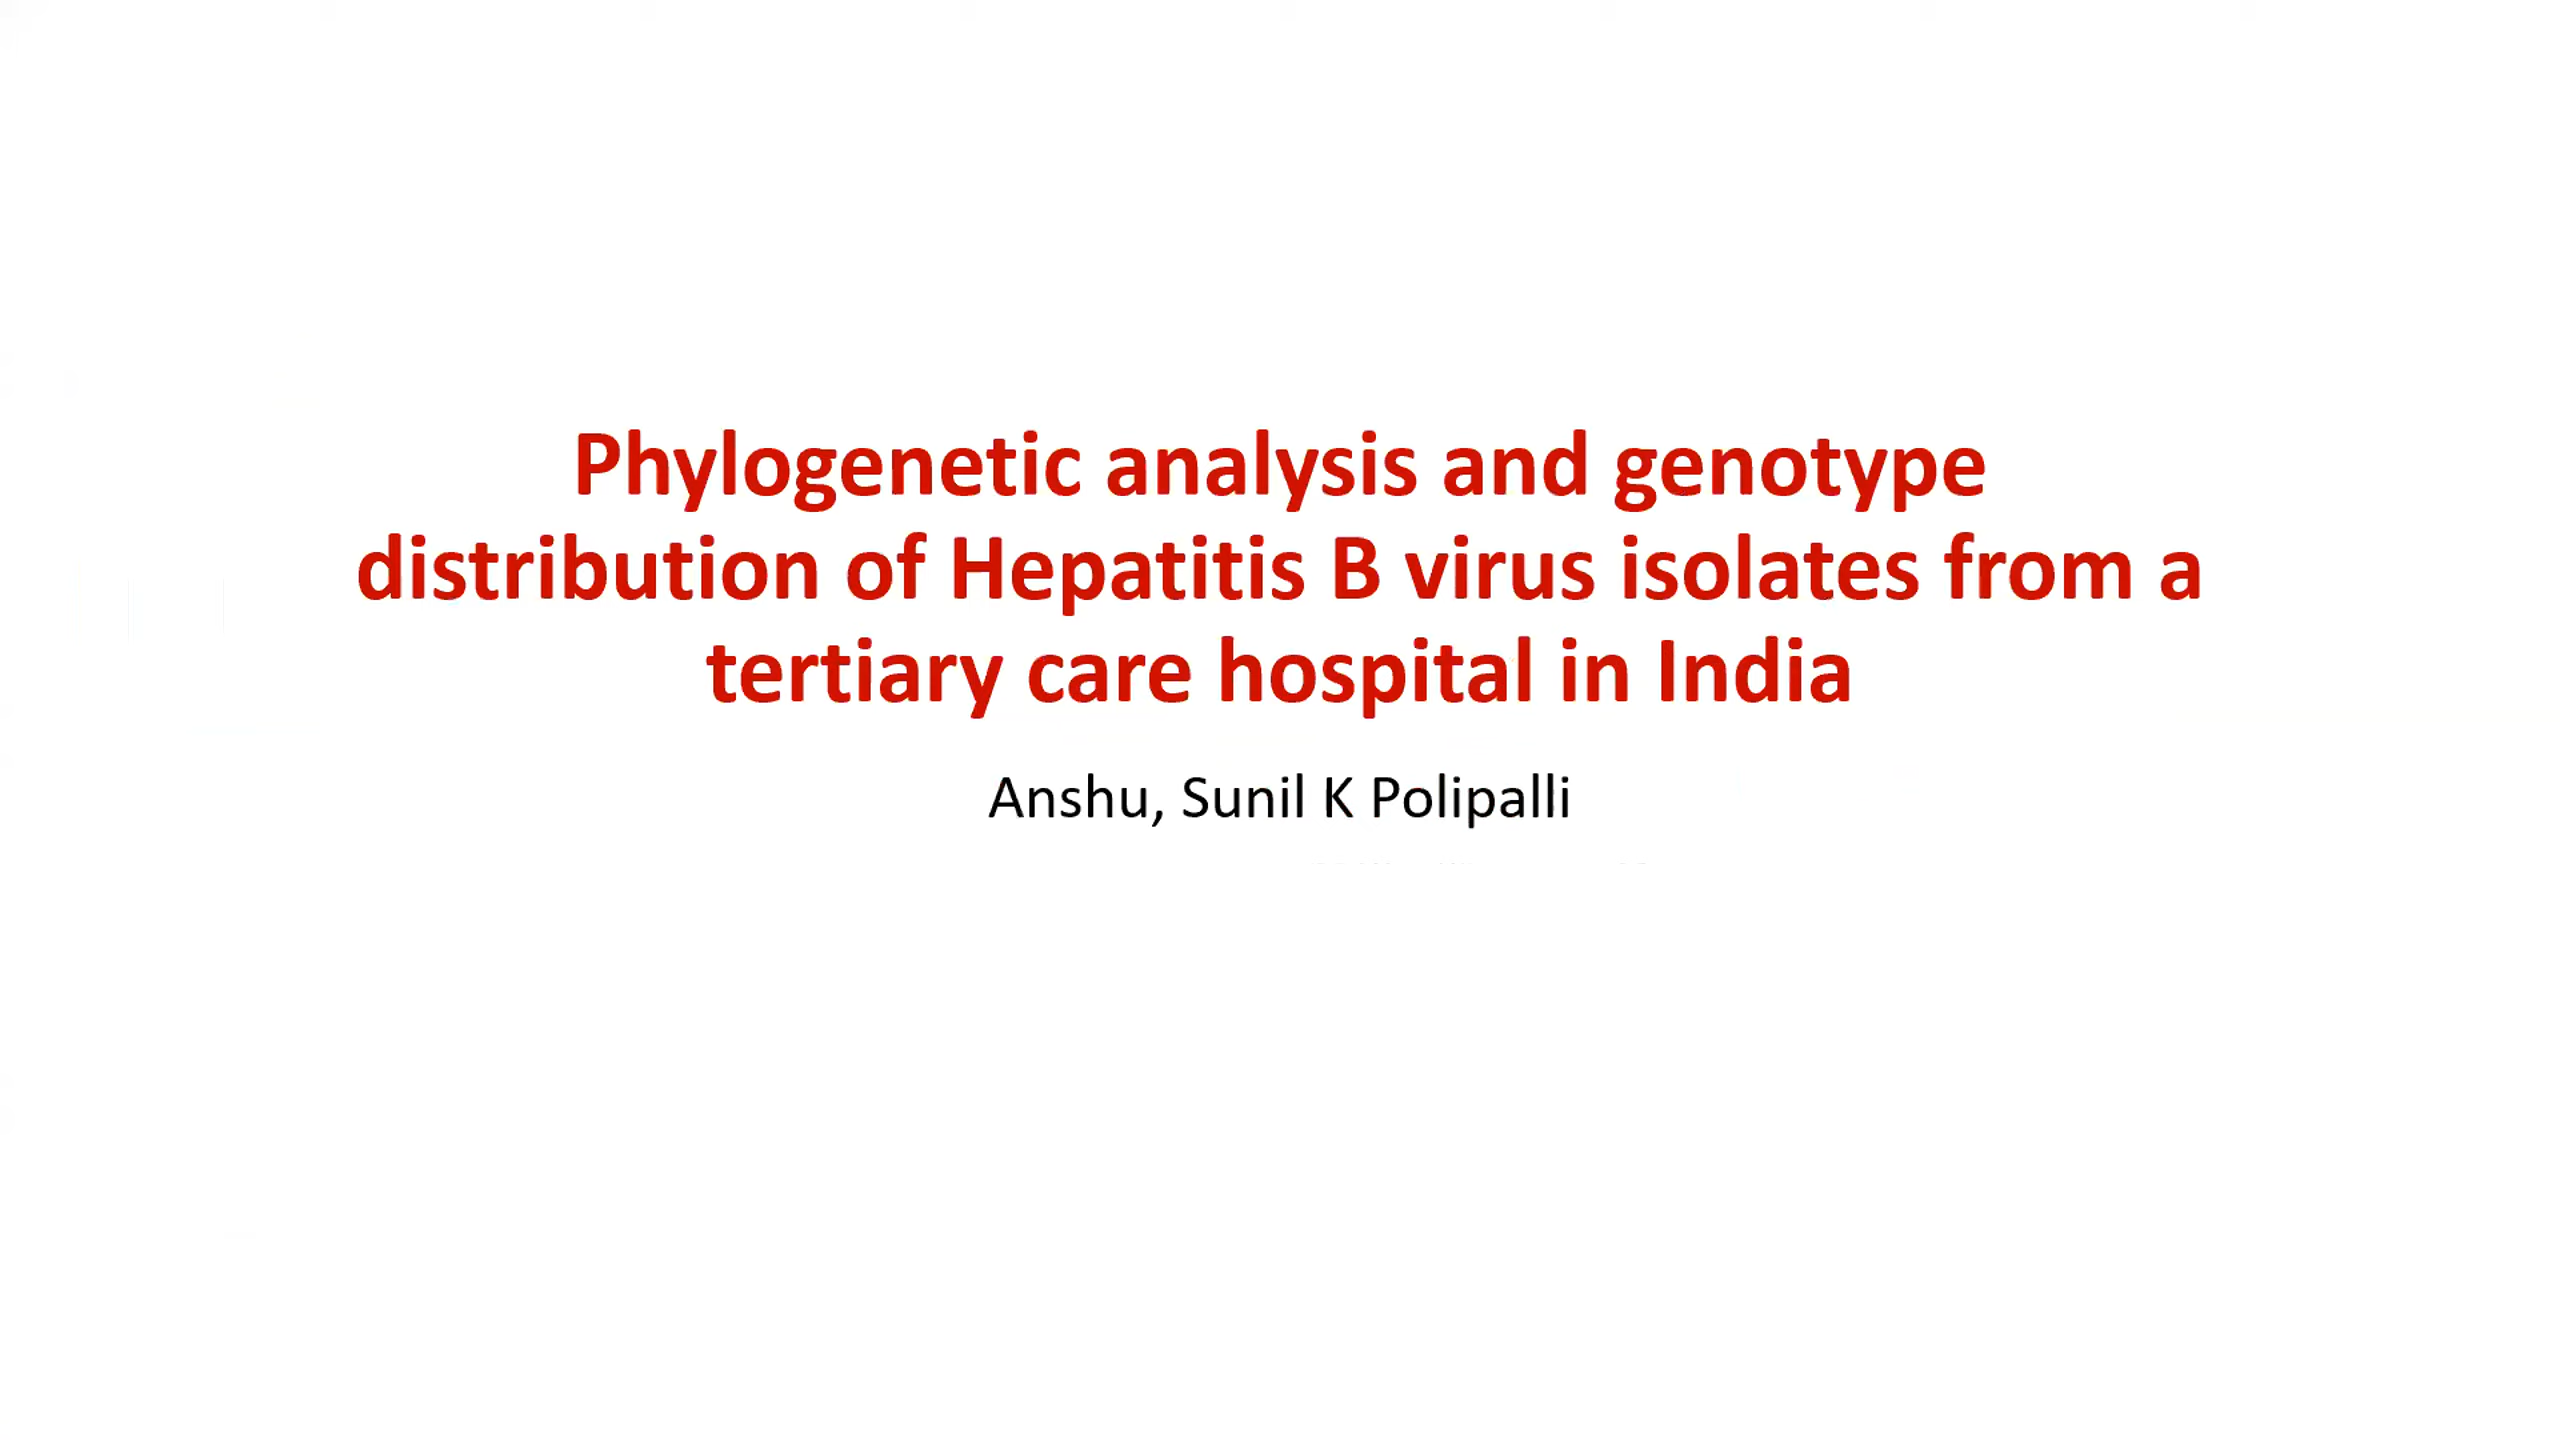 Phylogenetic analysis and genotype
distribution of Hepatitis B virus isolates from a
tertiary care hospital in India
Anshu, Sunil K Polipalli